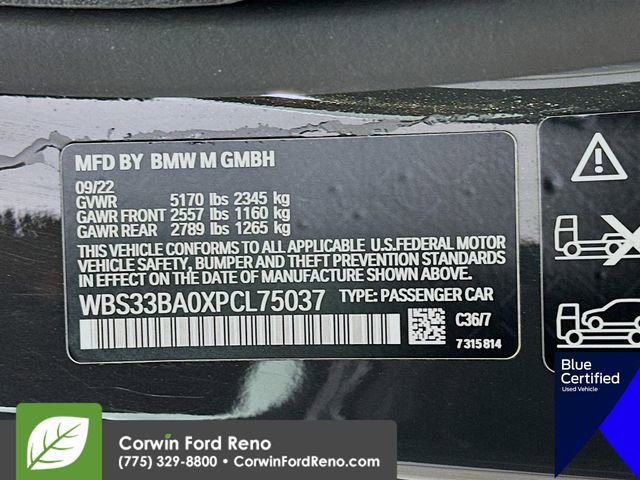 MFD BY BMW M GMBH
09/22
GVWR 5170 lbs 2345 kg
GAWR FRONT 2557 lbs 1160 kg
GAWR REAR 2789 lbs 1265 kg
THIS VEHICLE CONFORMS TO ALL APPLICABLE U.S.FEDERAL MOTOR
VEHICLE SAFETY, BUMPER AND THEFT PREVENTION STANDARDS
IN EFFECT ON THE DATE OF MANUFACTURE SHOWN ABOVE.
WBS33BA0XPCL75037 TYPE: PASSENGER CAR
C36/7
7315814
Blue
Certified
Used Vehicle
Corwin Ford Reno
(775) 329-8800 • CorwinFordReno.com